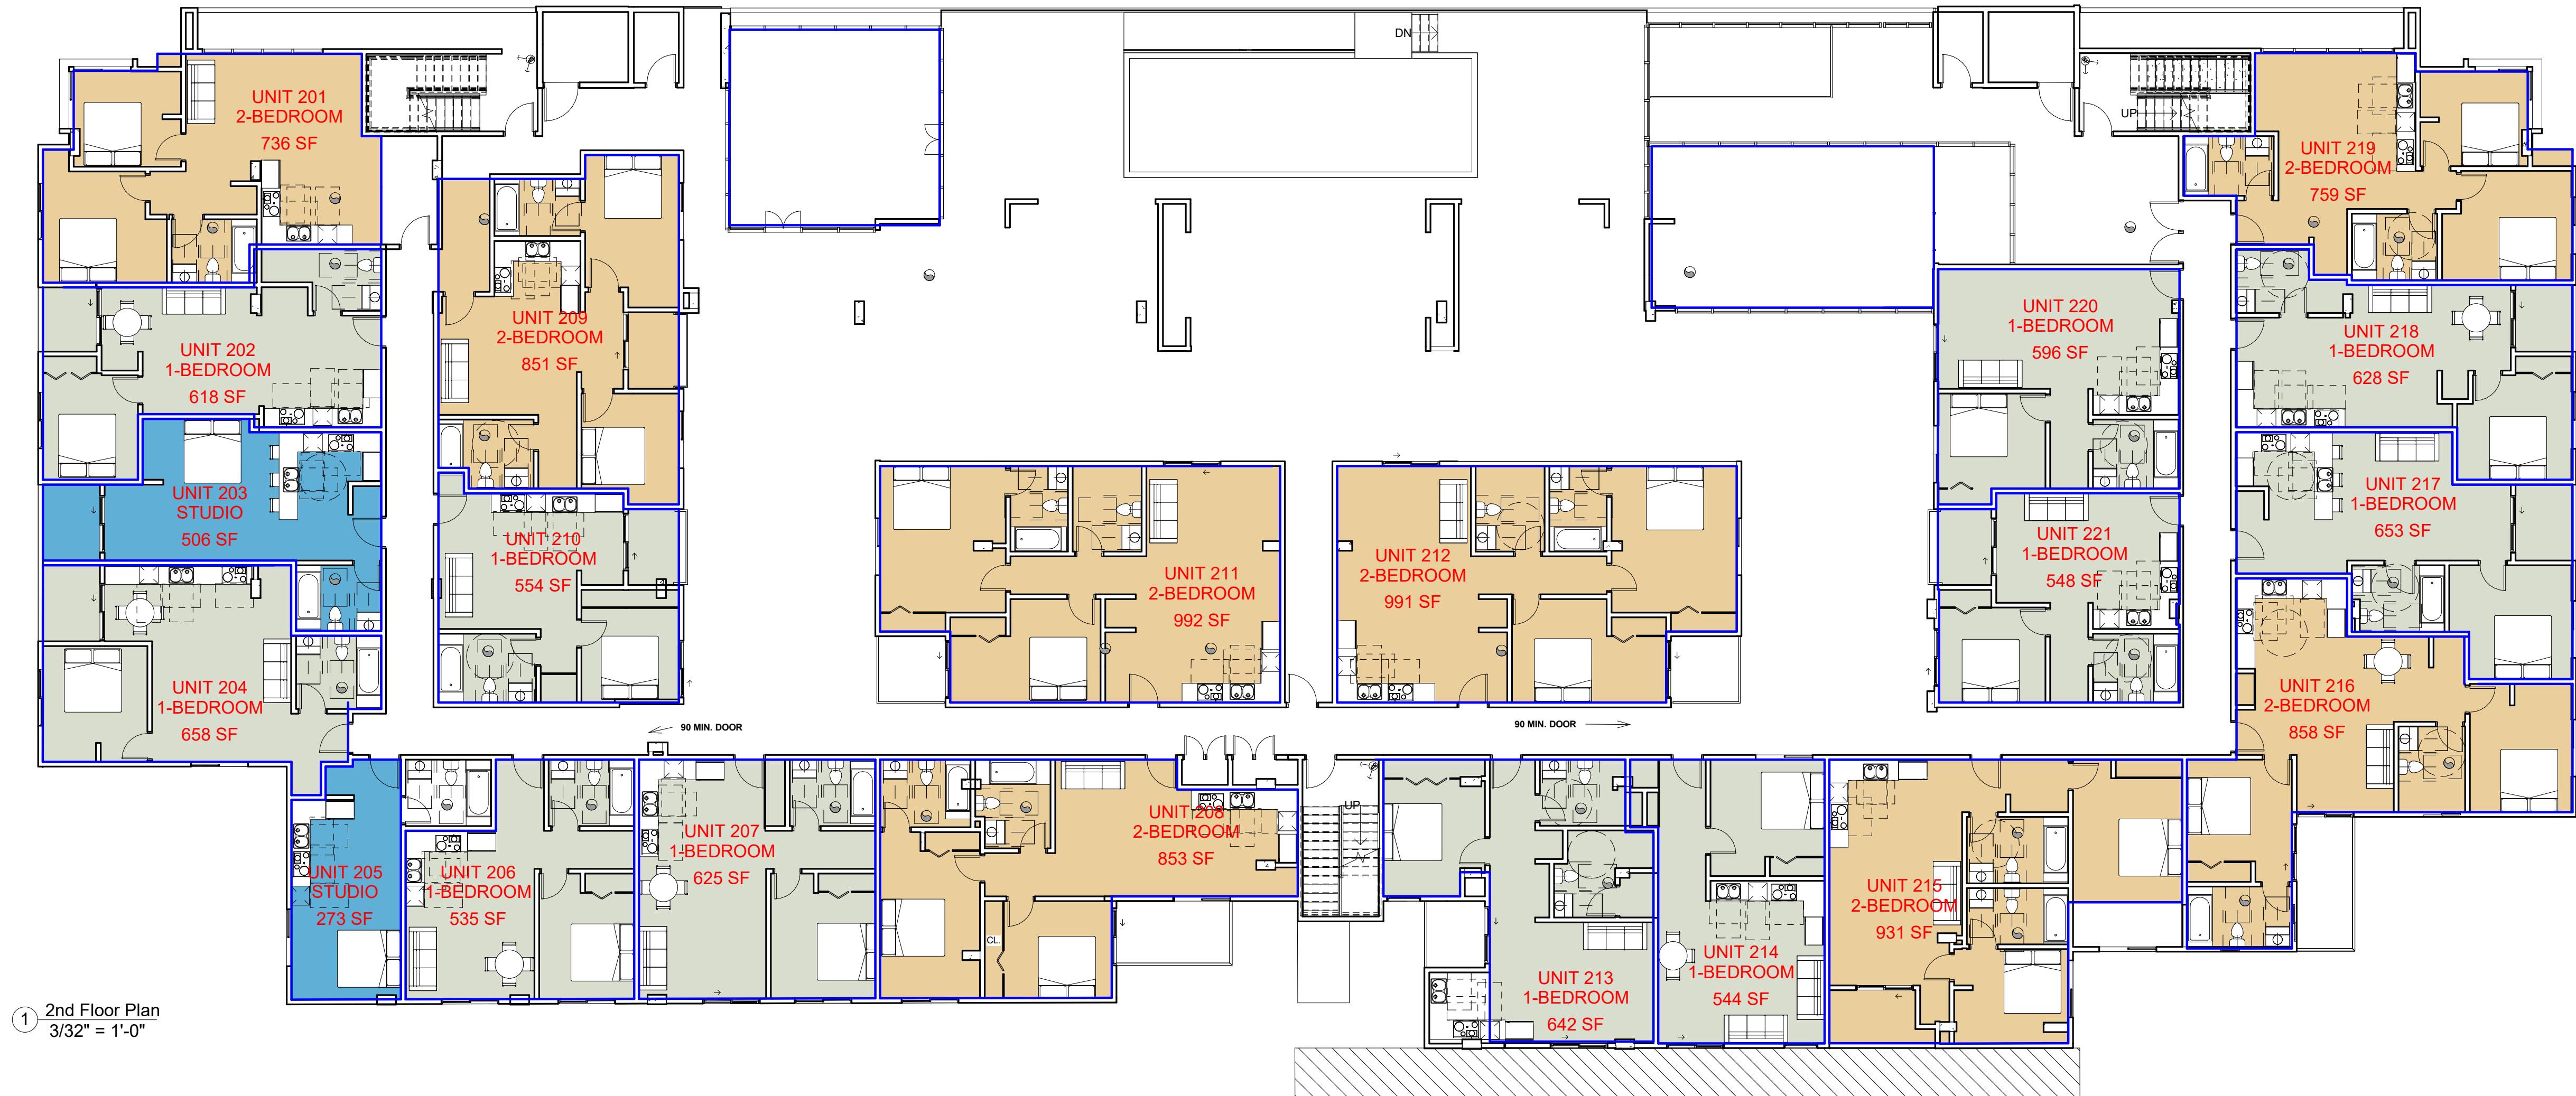 DN
UNIT 201
2-BEDROOM
736 SF
UP
UNIT 219
2-BEDROOM
759 SF
UNIT 209
2-BEDROOM
851 SF
UNIT 220
1-BEDROOM
596 SF
UNIT 202
1-BEDROOM
618 SF
UNIT 218
1-BEDROOM
628 SF
UNIT 203
STUDIO
506 SF
UNIT 217
1-BEDROOM
653 SF
UNIT 210
1-BEDROOM
554 SF
UNIT 211
2-BEDROOM
992 SF
UNIT 212
2-BEDROOM
991 SF
UNIT 221
1-BEDROOM
548 SF
UNIT 204
1-BEDROOM
658 SF
UNIT 216
2-BEDROOM
858 SF
90 MIN. DOOR
90 MIN. DOOR
UNIT 205
STUDIO
273 SF
UNIT 206
1-BEDROOM
535 SF
UNIT 207
1-BEDROOM
625 SF
UNIT 208
2-BEDROOM
853 SF
UP
CL.
UNIT 213
1-BEDROOM
642 SF
UNIT 214
1-BEDROOM
544 SF
UNIT 215
2-BEDROOM
931 SF
1
2nd Floor Plan
3/32" = 1'-0"